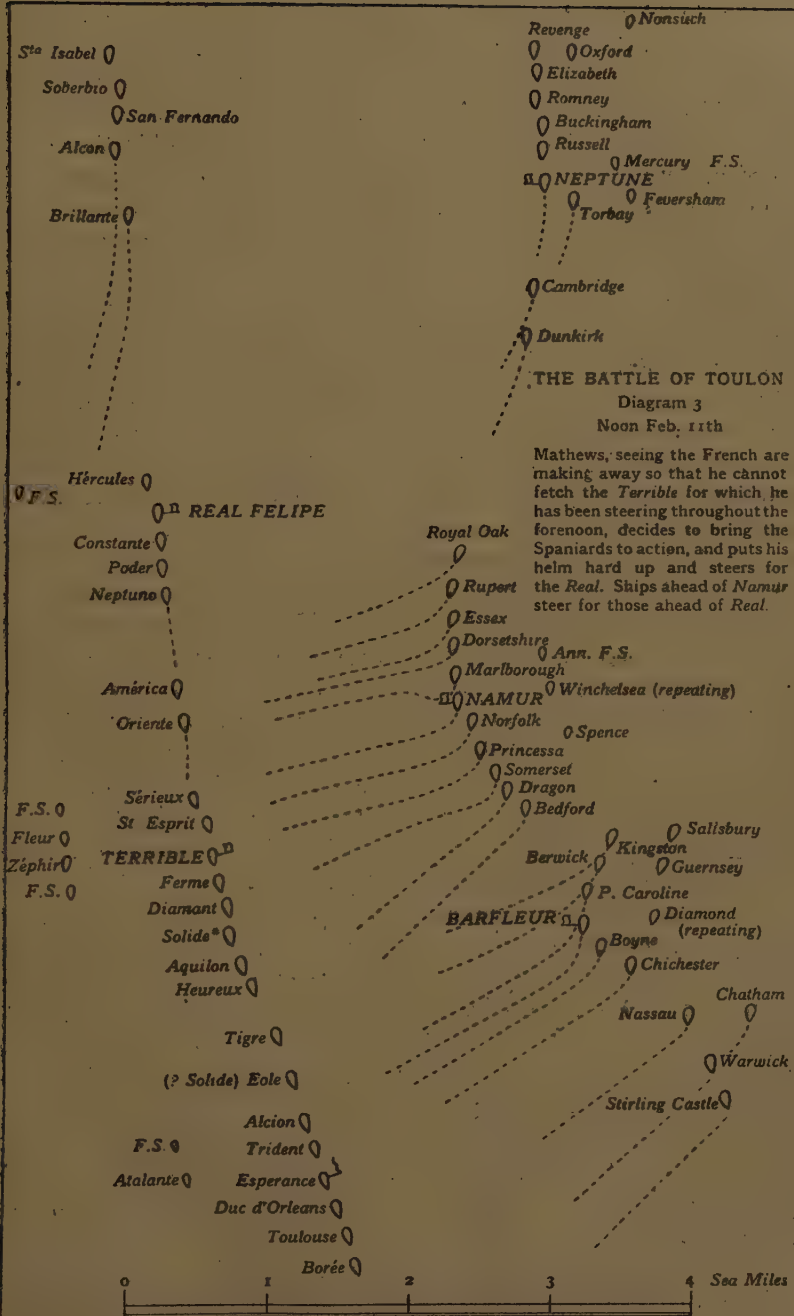 Nonsuch
Revenge
Sta Isabel
Oxford
Elizabeth
Soberbio
Romney
San Fernando
Buckingham
Alcon
Russell
Mercury F.S.
NEPTUNE
Feversham
Torbay
Brillante
Cambridge
Dunkirk
THE BATTLE OF TOULON
Diagram 3
Noon Feb. 11th
Mathews, seeing the French are
making away so that he cannot
fetch the Terrible for which he
has been steering throughout the
forenoon, decides to bring the
Spaniards to action, and puts his
helm hard up and steers for
the Real. Ships ahead of Namur
steer for those ahead of Real.
Hércules
F.S.
REAL FELIPE
Constante
Poder
Neptuno
Royal Oak
Rupert
Essex
Dorsetshire
Ann. F.S.
Marlborough
América
NAMUR
Winchelsea (repeating)
Oriente
Norfolk
Spence
Princessa
Somerset
Dragon
Sérieux
Bedford
F.S.
St Esprit
Fleur
Salisbury
Kingston
Zéphir
TERRIBLE
Berwick
Guernsey
F.S.
Ferme
P. Caroline
Diamant
BARFLEUR
Diamond
(repeating)
Solide*
Boyne
Aquilon
Chichester
Heureux
Chatham
Nassau
Tigre
Warwick
(? Solide) Eole
Stirling Castle
Alcion
F.S.
Trident
Atalante
Esperance
Duc d'Orleans
Toulouse
Borée
0 1 2 3 4 Sea Miles